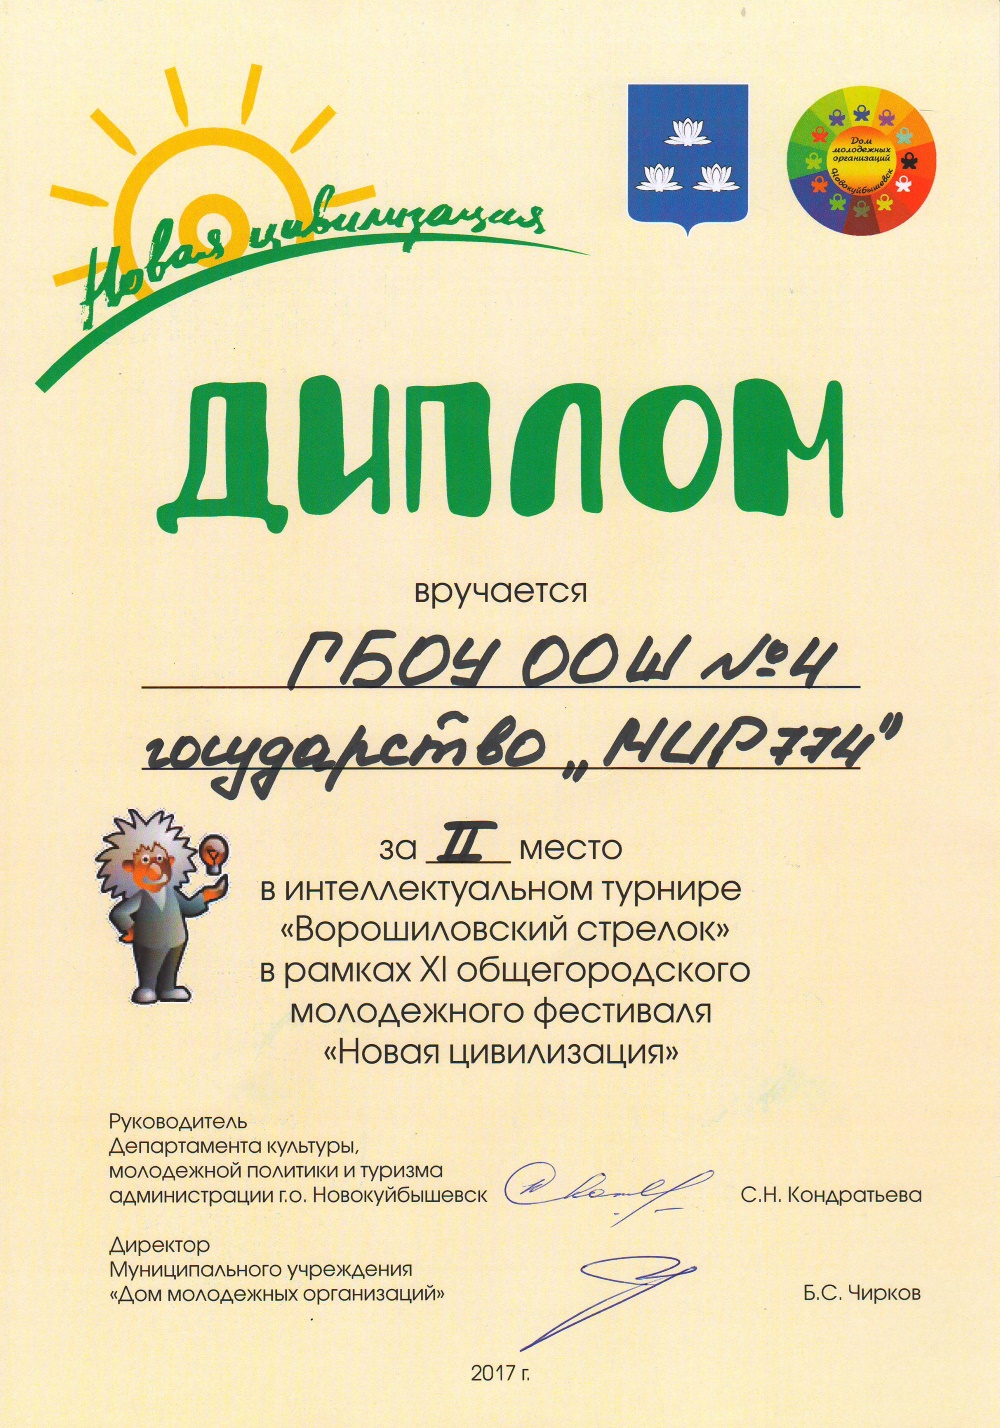 Новая цивилизация
Дом
молодежных
организаций
Новокуйбышевск
ДИПЛОМ
вручается
ГБОУ ООШ №4
государство „МИР774"
за II место
в интеллектуальном турнире
«Ворошиловский стрелок»
в рамках XI общегородского
молодежного фестиваля
«Новая цивилизация»
Руководитель
Департамента культуры,
молодежной политики и туризма
администрации г.о. Новокуйбышевск
С.Н. Кондратьева
Директор
Муниципального учреждения
«Дом молодежных организаций»
Б.С. Чирков
2017 г.